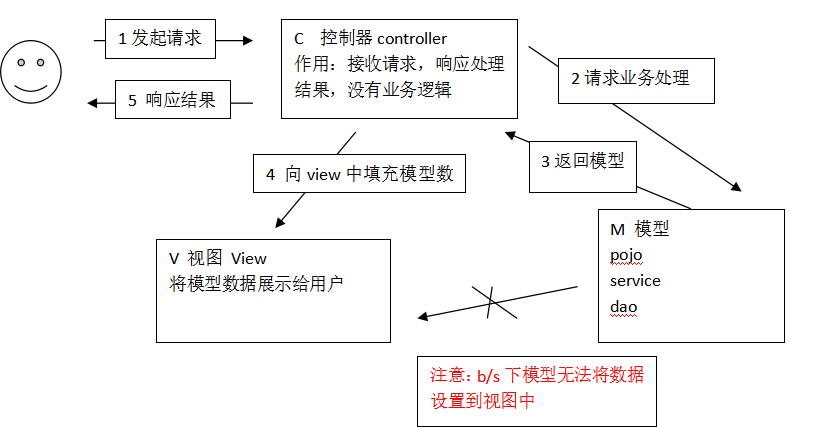 1 发起请求
C 控制器 controller
作用：接收请求，响应处理
结果，没有业务逻辑
2 请求业务处理
5 响应结果
3 返回模型
4 向 view 中填充模型数
M 模型
pojo
service
dao
V 视图 View
将模型数据展示给用户
注意：b/s 下模型无法将数据
设置到视图中